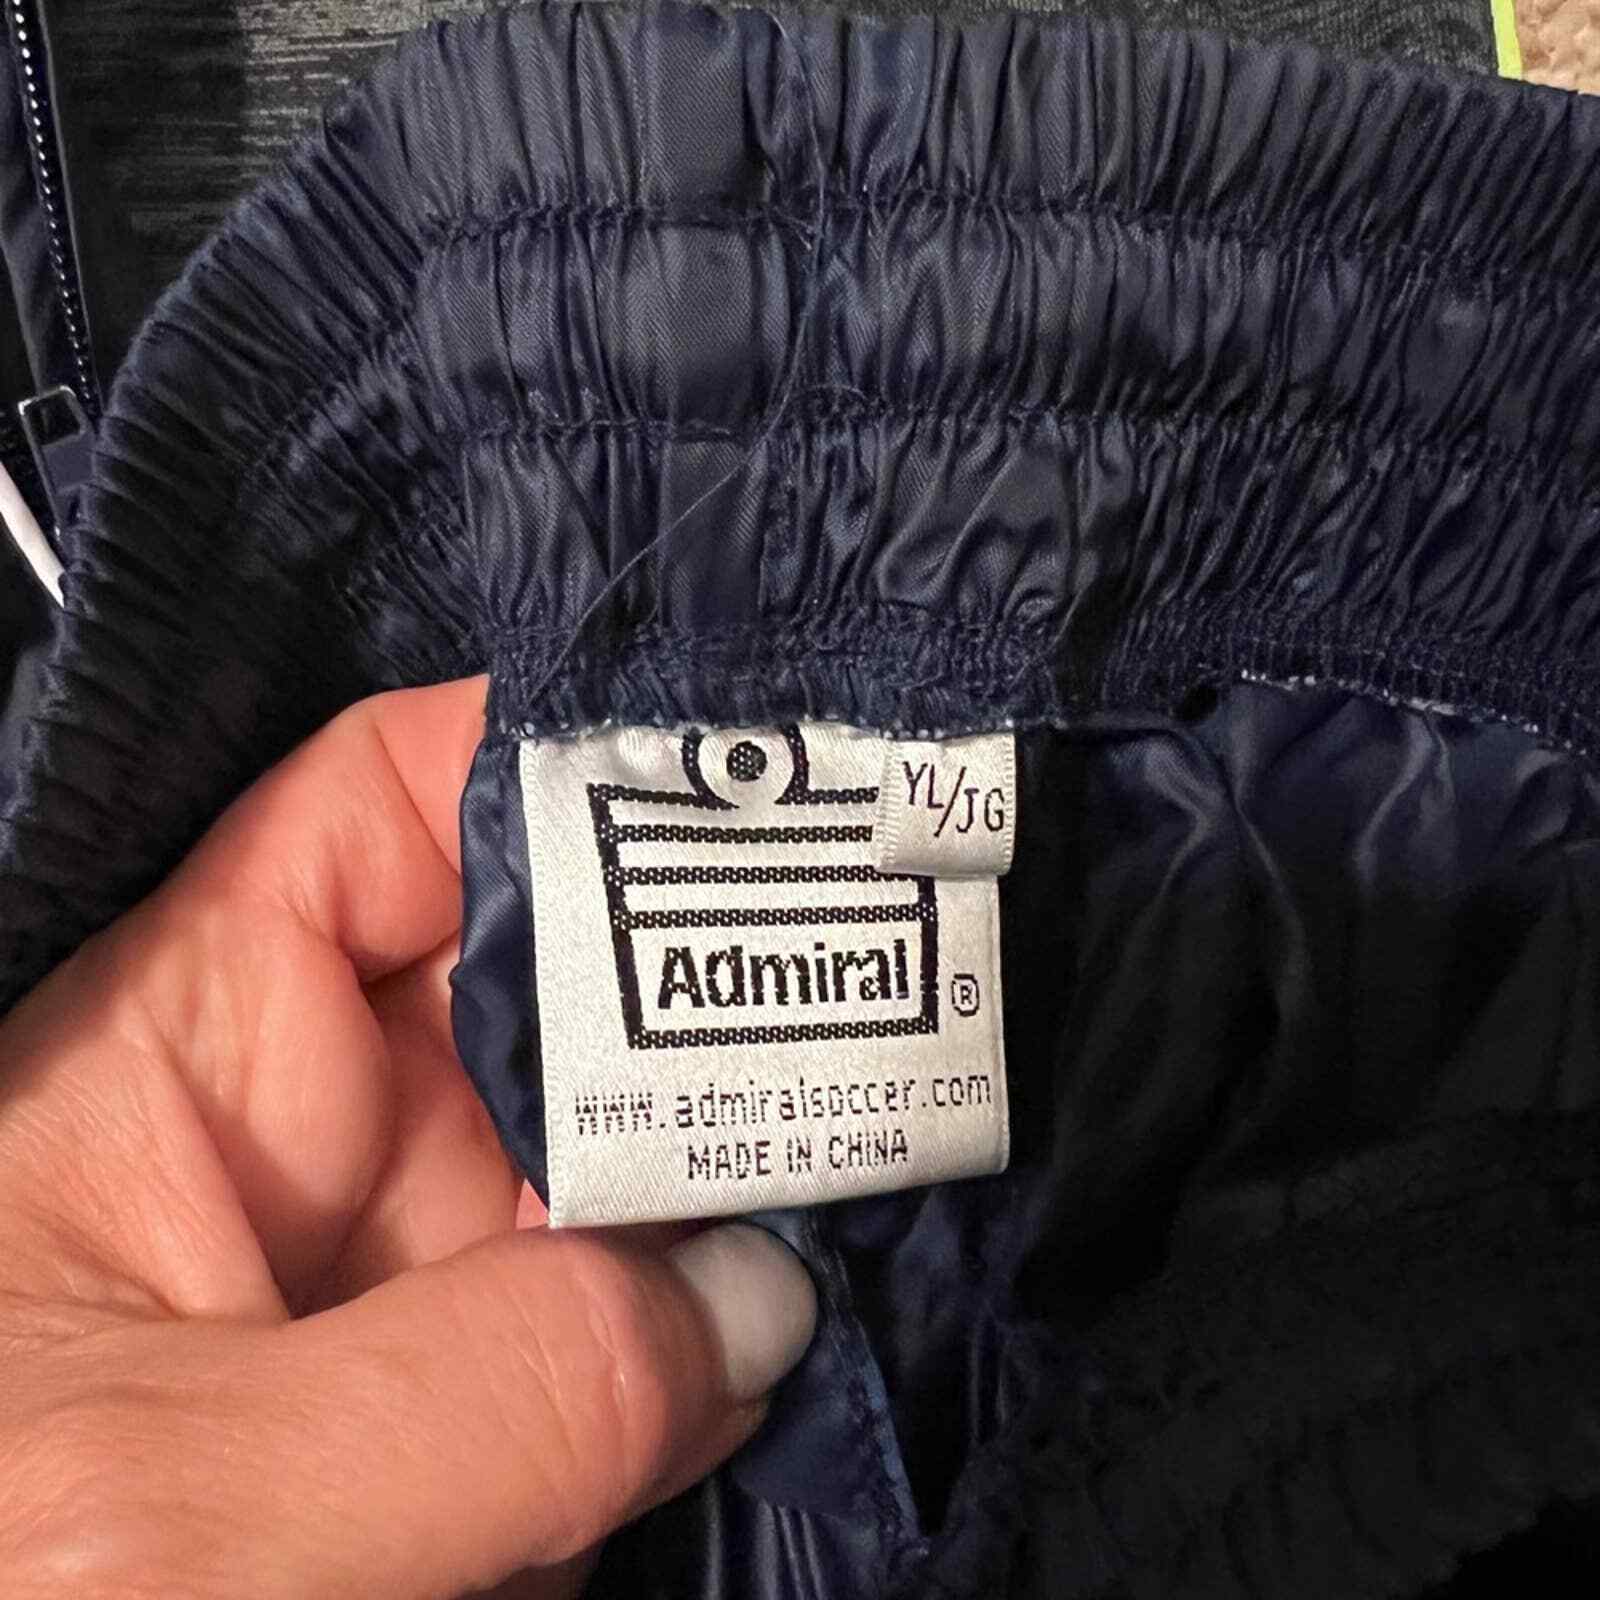 YL/JG
Admiral ®
www.admiralsoccer.com
MADE IN CHINA